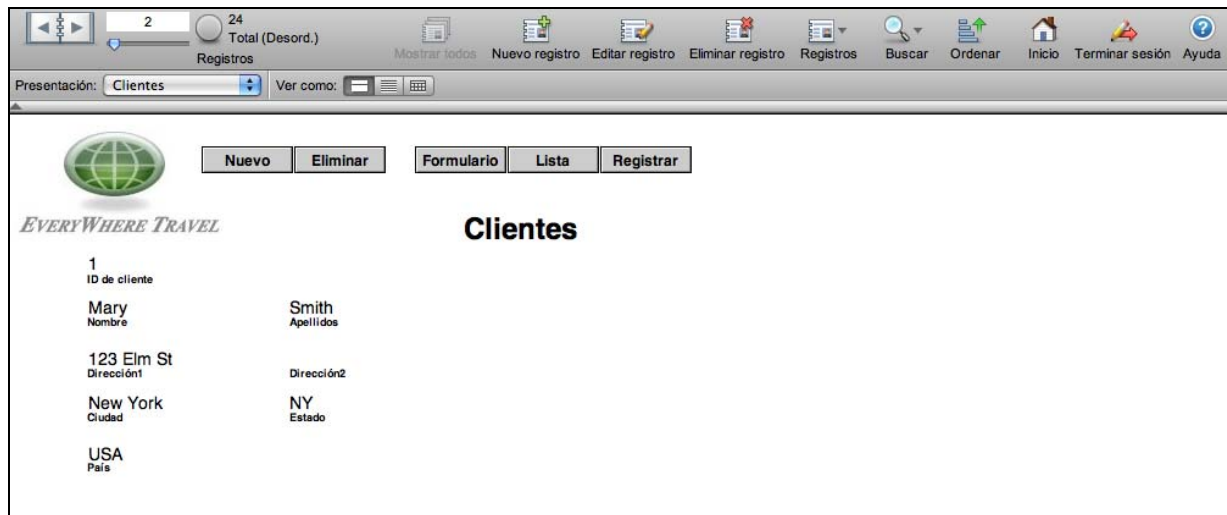 2
24
Total (Desord.)
Registros
Mostrar todos Nuevo registro Editar registro Eliminar registro Registros Buscar Ordenar Inicio Terminar sesión Ayuda
Presentación: Clientes Ver como:
Nuevo Eliminar Formulario Lista Registrar
EVERYWHERE TRAVEL
Clientes
1
ID de cliente
Mary Smith
Nombre Apellidos
123 Elm St
Dirección1 Dirección2
New York NY
Ciudad Estado
USA
País